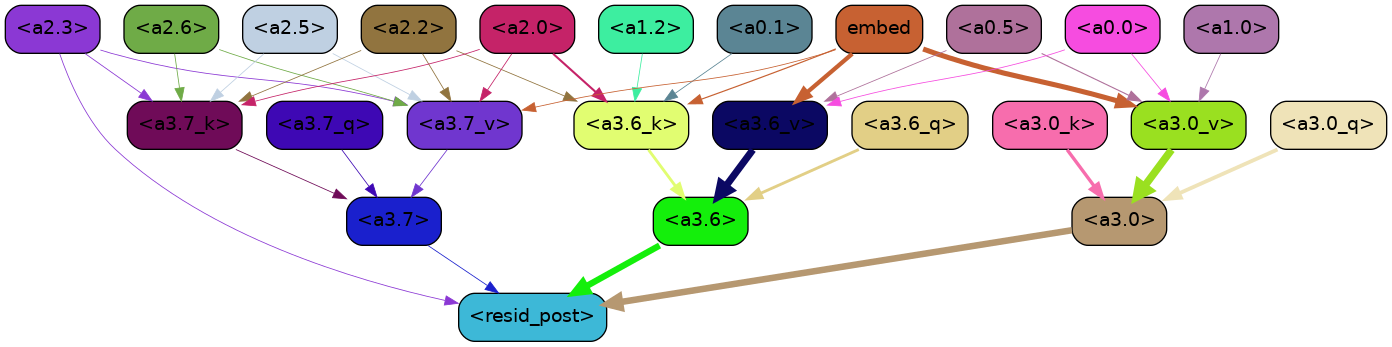 <a2.3> <a2.6> <a2.5> <a2.2> <a2.0> <a1.2> <a0.1> embed <a0.5> <a0.0> <a1.0>
<a3.7_k> <a3.7_q> <a3.7_v> <a3.6_k> <a3.6_v> <a3.6_q> <a3.0_k> <a3.0_v> <a3.0_q>
<a3.7> <a3.6> <a3.0>
<resid_post>